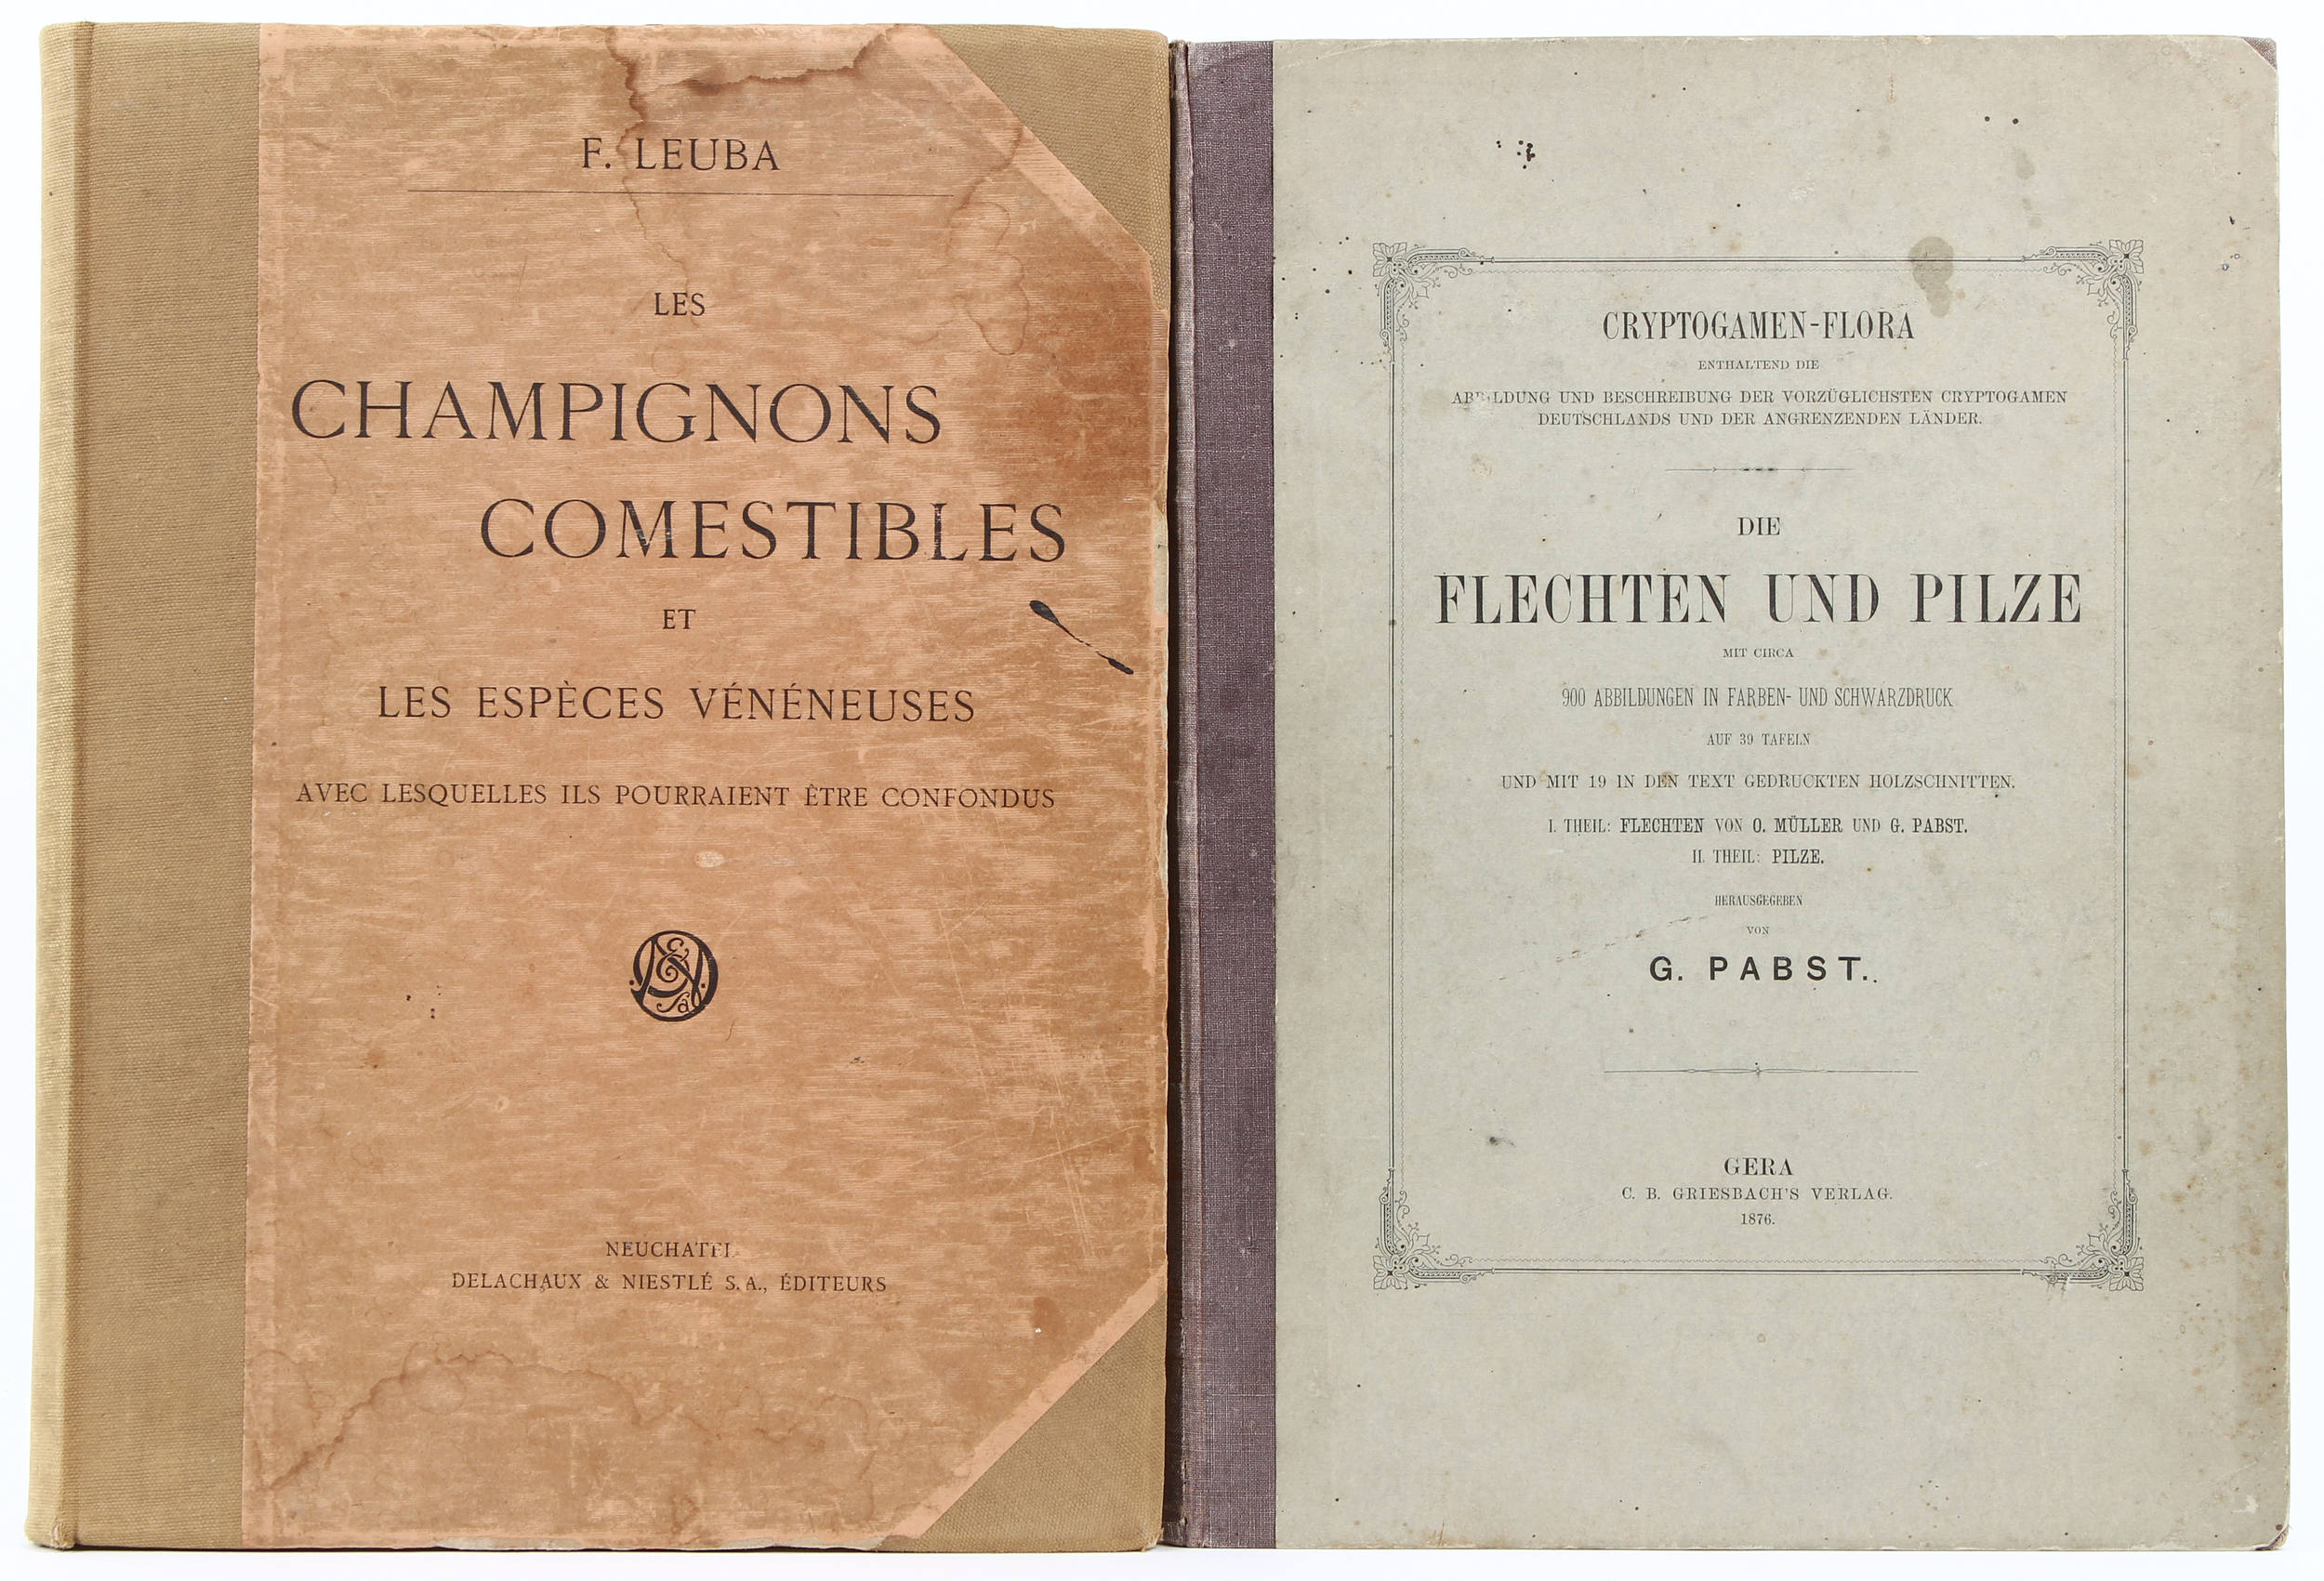 F. LEUBA
LES
CHAMPIGNONS
COMESTIBLES
ET
LES ESPÈCES VÉNÉNEUSES
AVEC LESQUELLES ILS POURRAIENT ÊTRE CONFONDUS
NEUCHATEL
DELACHAUX & NIESTLÉ S.A., ÉDITEURS
CRYPTOGAMEN-FLORA
ENTHALTEND DIE
ABBILDUNG UND BESCHREIBUNG DER VORZÜGLICHSTEN CRYPTOGAMEN
DEUTSCHLANDS UND DER ANGRENZENDEN LÄNDER.
DIE
FLECHTEN UND PILZE
MIT CIRCA
900 ABBILDUNGEN IN FARBEN- UND SCHWARZDRUCK
AUF 39 TAFELN
UND MIT 19 IN DEN TEXT GEDRUCKTEN HOLZSCHNITTEN.
I. THEIL: FLECHTEN VON O. MÜLLER UND G. PABST.
II. THEIL: PILZE.
HERAUSGEGEBEN
VON
G. PABST.
GERA
C. B. GRIESBACH'S VERLAG.
1876.